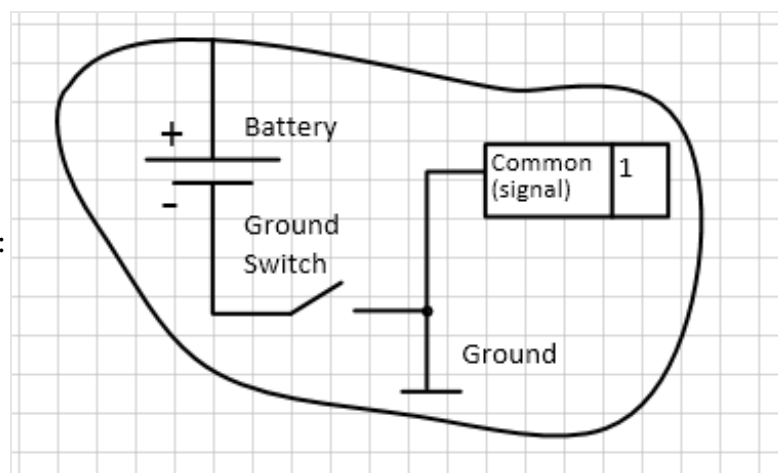 +
Battery
-
Common
(signal)
1
Ground
Switch
:
Ground